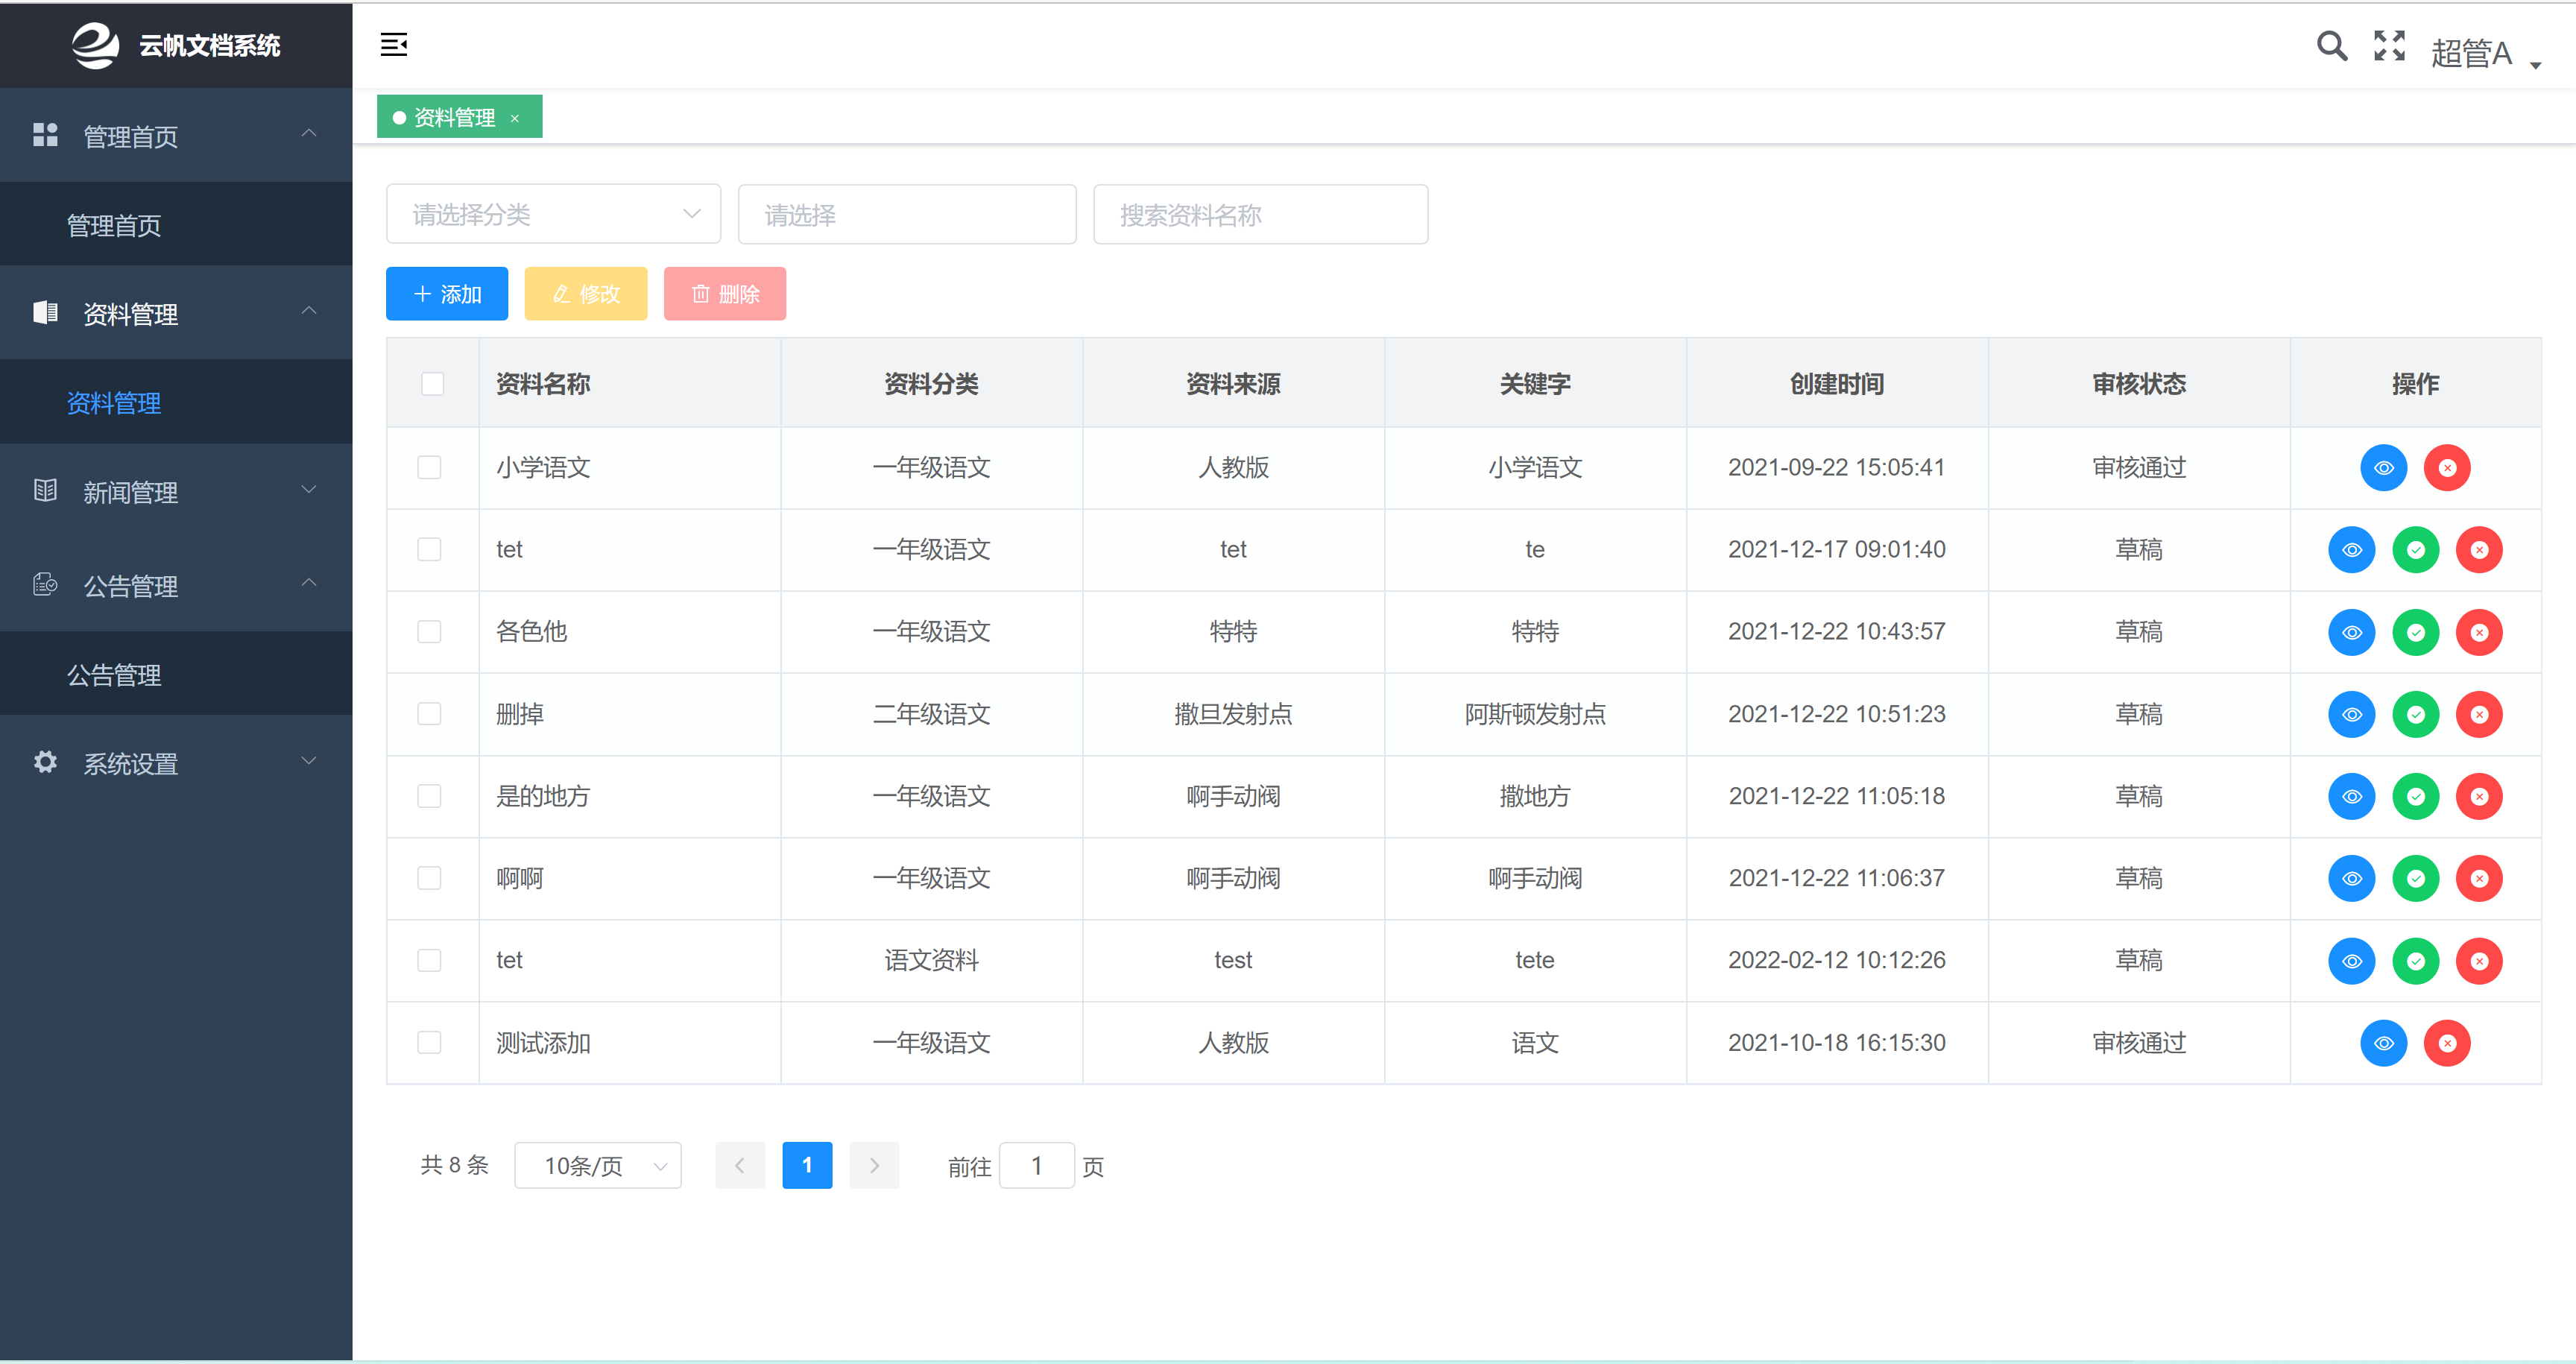 云帆文档系统
超管A
管理首页
管理首页
资料管理
资料管理
新闻管理
公告管理
公告管理
系统设置
资料管理 ×
请选择分类 请选择 搜索资料名称
添加 修改 删除
资料名称 资料分类 资料来源 关键字 创建时间 审核状态 操作
小学语文 一年级语文 人教版 小学语文 2021-09-22 15:05:41 审核通过
tet 一年级语文 tet te 2021-12-17 09:01:40 草稿
各色他 一年级语文 特特 特特 2021-12-22 10:43:57 草稿
删掉 二年级语文 撒旦发射点 阿斯顿发射点 2021-12-22 10:51:23 草稿
是的地方 一年级语文 啊手动阀 撒地方 2021-12-22 11:05:18 草稿
啊啊 一年级语文 啊手动阀 啊手动阀 2021-12-22 11:06:37 草稿
tet 语文资料 test tete 2022-02-12 10:12:26 草稿
测试添加 一年级语文 人教版 语文 2021-10-18 16:15:30 审核通过
共 8 条 10条/页 1 前往 1 页